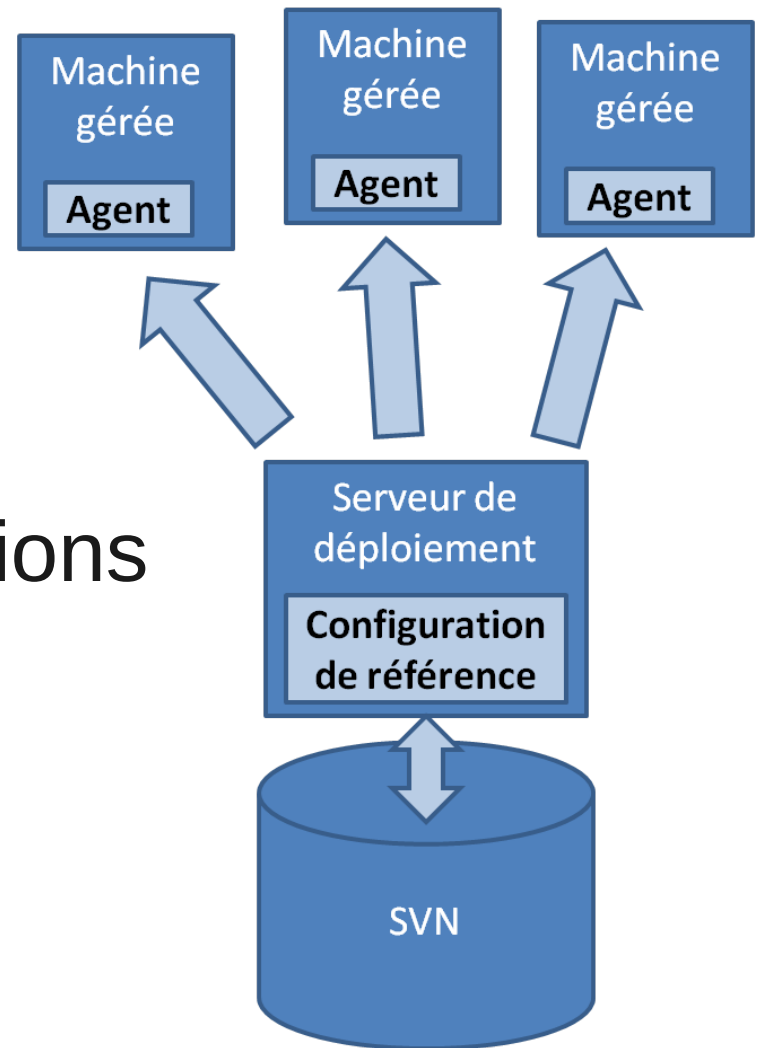 Machine
gérée
Agent
Machine
gérée
Agent
Machine
gérée
Agent
ions
Serveur de
déploiement
Configuration
de référence
SVN